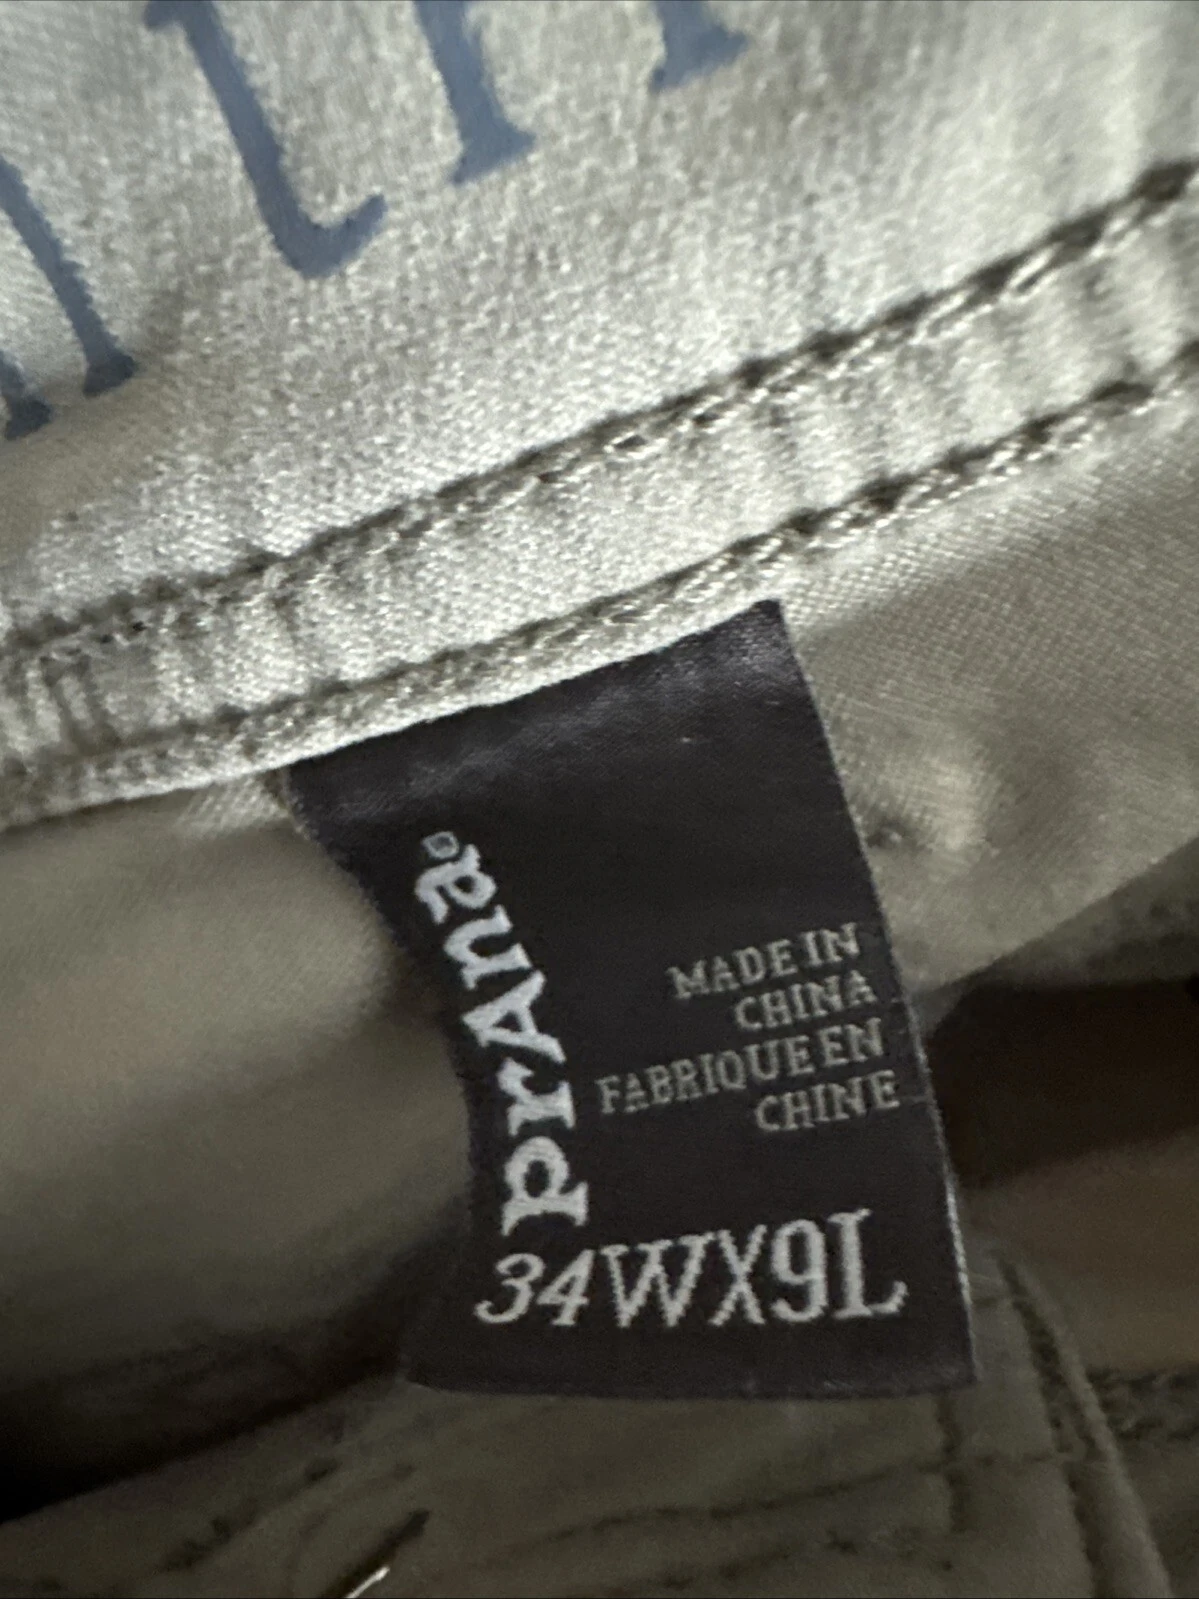 prAna
MADE IN
CHINA
FABRIQUE EN
CHINE
34WX9L